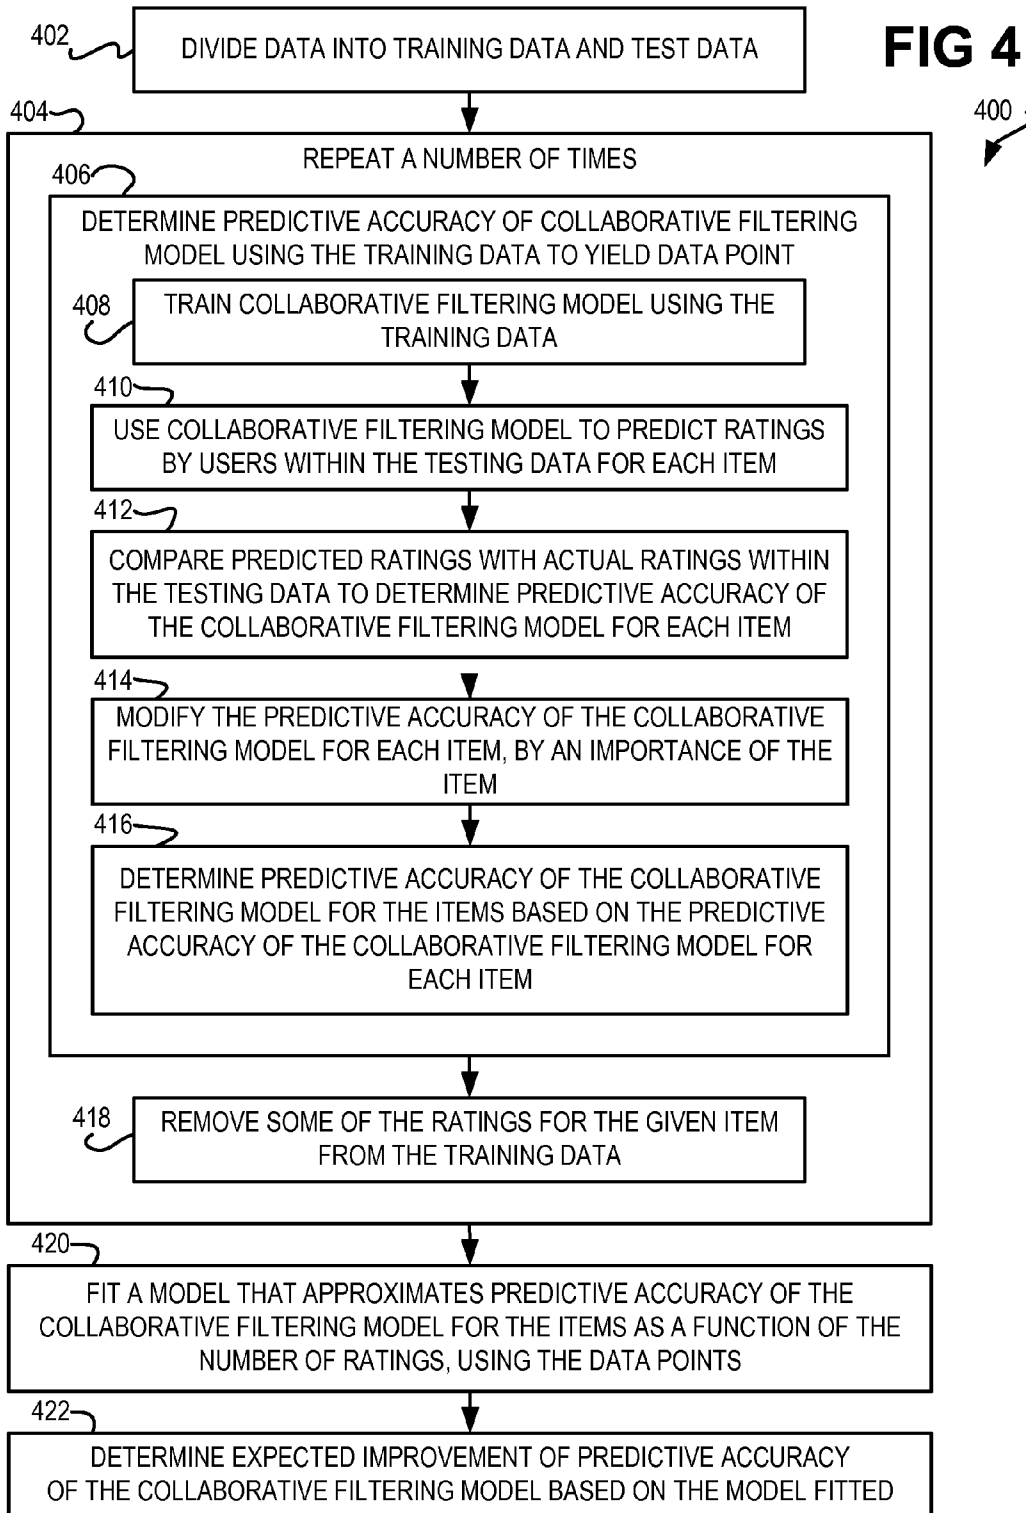 402
DIVIDE DATA INTO TRAINING DATA AND TEST DATA
FIG 4
400
404
REPEAT A NUMBER OF TIMES
406
DETERMINE PREDICTIVE ACCURACY OF COLLABORATIVE FILTERING
MODEL USING THE TRAINING DATA TO YIELD DATA POINT
408
TRAIN COLLABORATIVE FILTERING MODEL USING THE
TRAINING DATA
410
USE COLLABORATIVE FILTERING MODEL TO PREDICT RATINGS
BY USERS WITHIN THE TESTING DATA FOR EACH ITEM
412
COMPARE PREDICTED RATINGS WITH ACTUAL RATINGS WITHIN
THE TESTING DATA TO DETERMINE PREDICTIVE ACCURACY OF
THE COLLABORATIVE FILTERING MODEL FOR EACH ITEM
414
MODIFY THE PREDICTIVE ACCURACY OF THE COLLABORATIVE
FILTERING MODEL FOR EACH ITEM, BY AN IMPORTANCE OF THE
ITEM
416
DETERMINE PREDICTIVE ACCURACY OF THE COLLABORATIVE
FILTERING MODEL FOR THE ITEMS BASED ON THE PREDICTIVE
ACCURACY OF THE COLLABORATIVE FILTERING MODEL FOR
EACH ITEM
418
REMOVE SOME OF THE RATINGS FOR THE GIVEN ITEM
FROM THE TRAINING DATA
420
FIT A MODEL THAT APPROXIMATES PREDICTIVE ACCURACY OF THE
COLLABORATIVE FILTERING MODEL FOR THE ITEMS AS A FUNCTION OF THE
NUMBER OF RATINGS, USING THE DATA POINTS
422
DETERMINE EXPECTED IMPROVEMENT OF PREDICTIVE ACCURACY
OF THE COLLABORATIVE FILTERING MODEL BASED ON THE MODEL FITTED